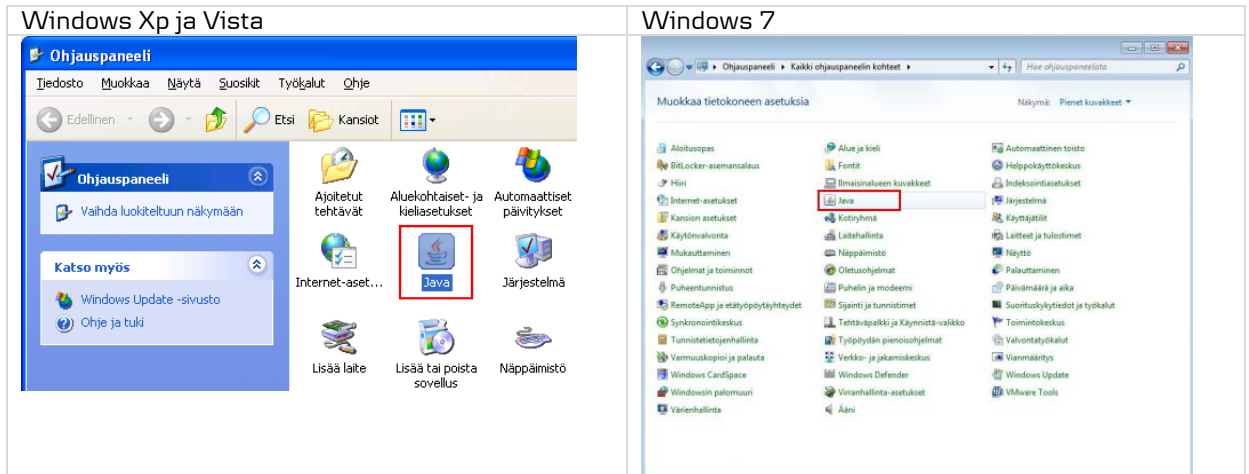 Windows Xp ja Vista
Ohjauspaneeli
Tiedosto Muokkaa Näytä Suosikit Työkalut Ohje
Edellinen Etsi Kansiot
Ohjauspaneeli
Vaihda luokiteltuun näkymään
Katso myös
Windows Update -sivusto
Ohje ja tuki
Ajoitetut
tehtävät
Aluekohtaiset- ja
kieliasetukset
Automaattiset
päivitykset
Internet-aset...
Java
Järjestelmä
Lisää laite
Lisää tai poista
sovellus
Näppäimistö
Windows 7
Ohjauspaneeli Kaikki ohjauspaneelin kohteet Hae ohjauspaneelista
Muokkaa tietokoneen asetuksia Näkymä: Pienet kuvakkeet
Aloitusopas Alue ja kieli Automaattinen toisto
BitLocker-asemansalaus Fontit Helppokäyttökeskus
Hiiri Ilmaisinalueen kuvakkeet Indeksointiasetukset
Internet-asetukset Java Järjestelmä
Kansion asetukset Kotiryhmä Käyttäjätilit
Käytönvalvonta Laitehallinta Laitteet ja tulostimet
Mukauttaminen Näppäimistö Näyttö
Ohjelmat ja toiminnot Oletusohjelmat Palauttaminen
Puheentunnistus Puhelin ja modeemi Päivämäärä ja aika
RemoteApp ja etätyöpöytäyhteydet Sijainti ja tunnistimet Suorituskykytiedot ja työkalut
Synkronointikeskus Tehtäväpalkki ja Käynnistä-valikko Toimintokeskus
Tunnistetietojenhallinta Työpöydän pienoisohjelmat Valvontatyökalut
Varmuuskopioi ja palauta Verkko- ja jakamiskeskus Vianmääritys
Windows CardSpace Windows Defender Windows Update
Windowsin palomuuri Virranhallinta-asetukset VMware Tools
Värienhallinta Ääni